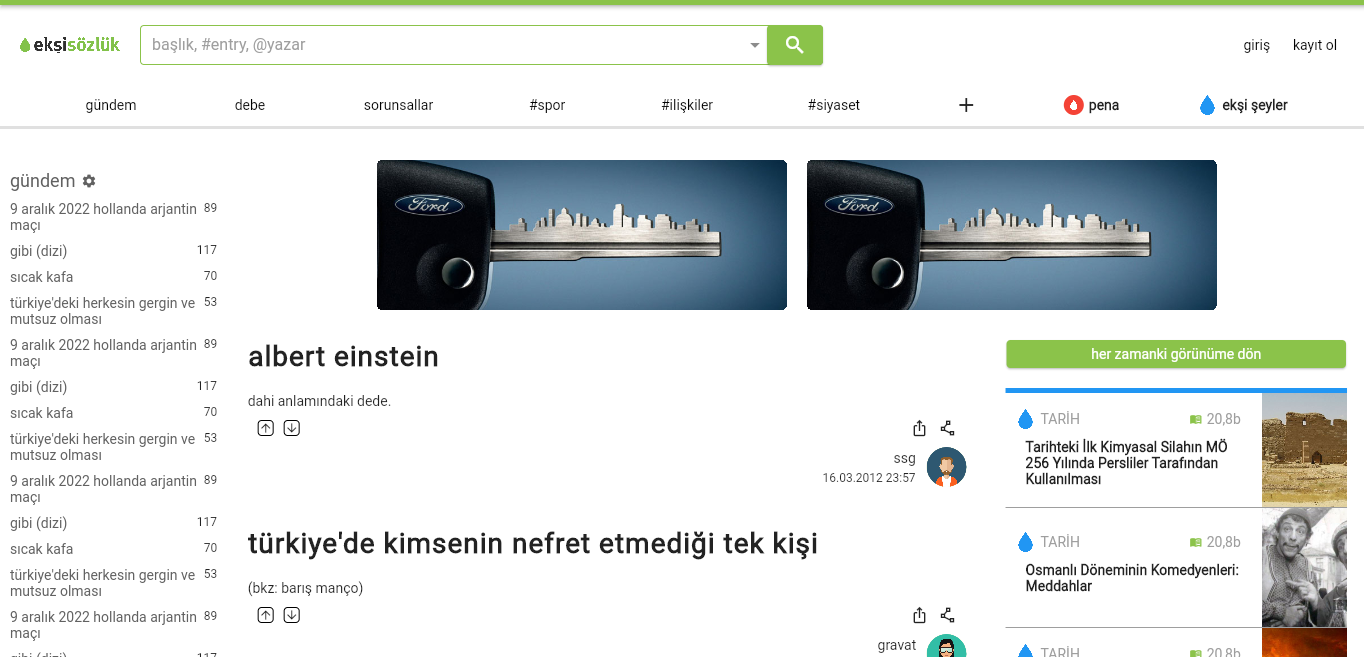 ekşisözlük
başlık, #entry, @yazar
giriş
kayıt ol
gündem
debe
sorunsallar
#spor
#ilişkiler
#siyaset
pena
ekşi şeyler
gündem
9 aralık 2022 hollanda arjantin 89
maçı
gibi (dizi) 117
sıcak kafa 70
türkiye'deki herkesin gergin ve 53
mutsuz olması
9 aralık 2022 hollanda arjantin 89
maçı
gibi (dizi) 117
sıcak kafa 70
türkiye'deki herkesin gergin ve 53
mutsuz olması
9 aralık 2022 hollanda arjantin 89
maçı
gibi (dizi) 117
sıcak kafa 70
türkiye'deki herkesin gergin ve 53
mutsuz olması
9 aralık 2022 hollanda arjantin 89
maçı
gibi (dizi) 117
Ford
Ford
albert einstein
dahi anlamındaki dede.
ssg
16.03.2012 23:57
türkiye'de kimsenin nefret etmediği tek kişi
(bkz: barış manço)
gravat
her zamanki görünüme dön
TARİH 20,8b
Tarihteki İlk Kimyasal Silahın MÖ
256 Yılında Persliler Tarafından
Kullanılması
TARİH 20,8b
Osmanlı Döneminin Komedyenleri:
Meddahlar
TARİH 20,8b